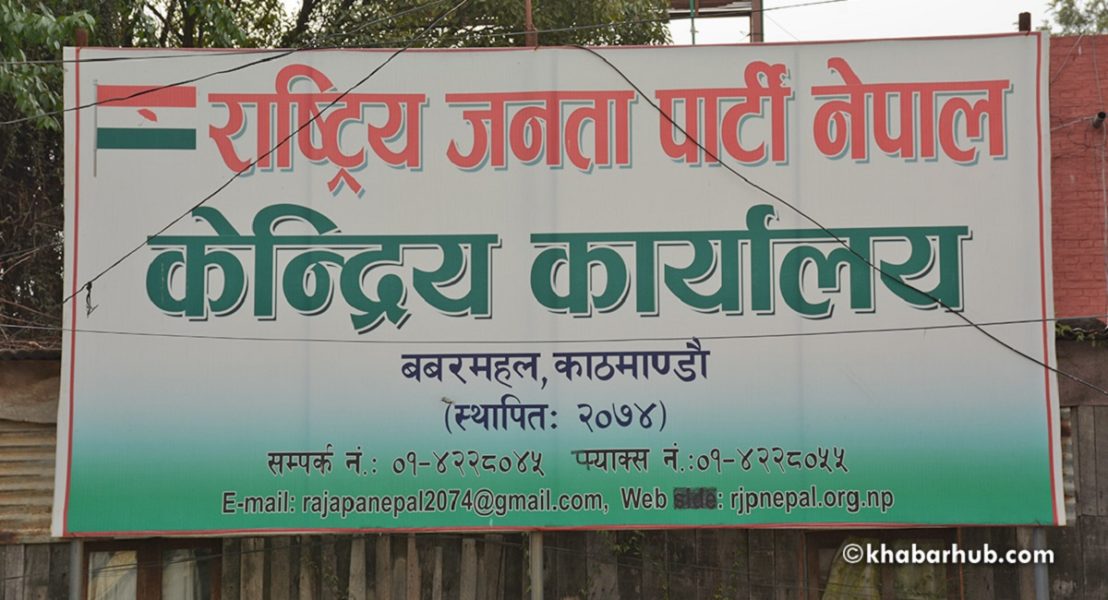 राष्ट्रिय जनता पार्टी नेपाल
केन्द्रिय कार्यालय
बबरमहल, काठमाण्डौ
(स्थापितः २०७४)
सम्पर्क नं.: ०१-४२२८०४५ फ्याक्स नं.:०१-४२२८०५५
E-mail: rajapanepal2074@gmail.com, Web side: rjpnepal.org.np
©khabarhub.com